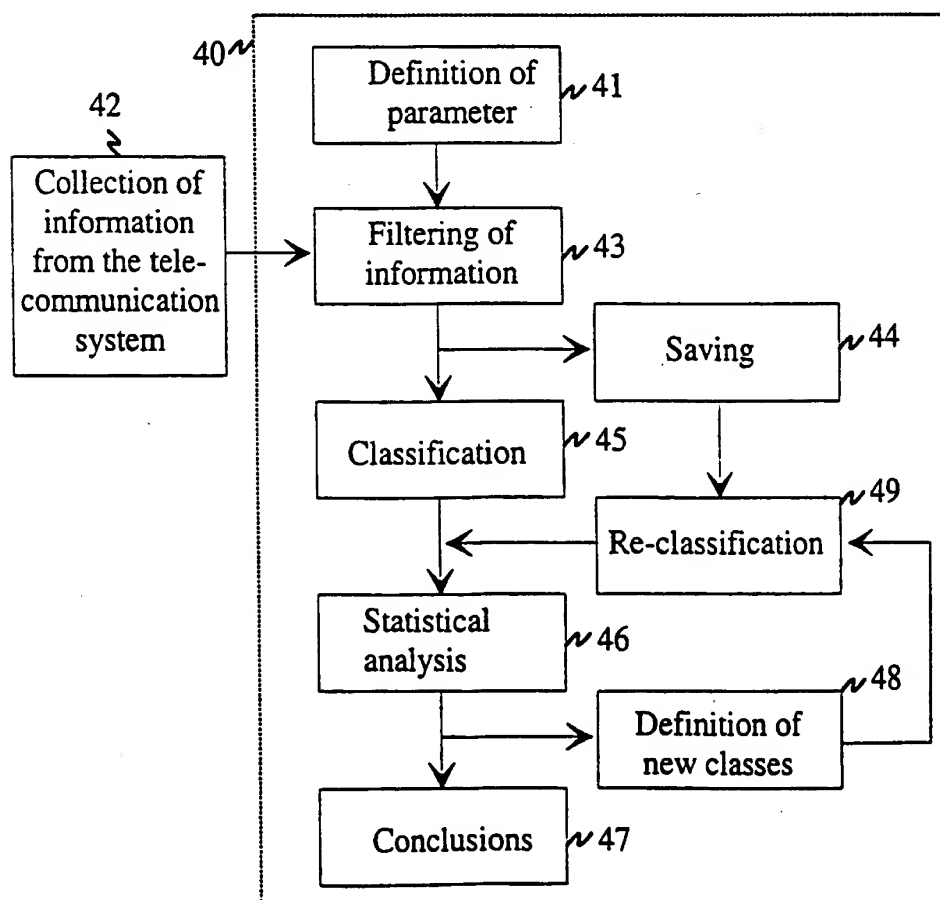 40
Definition of
parameter
41
42
Collection of
information
from the tele-
communication
system
Filtering of
information
43
Saving
44
Classification
45
Re-classification
49
Statistical
analysis
46
Definition of
new classes
48
Conclusions
47